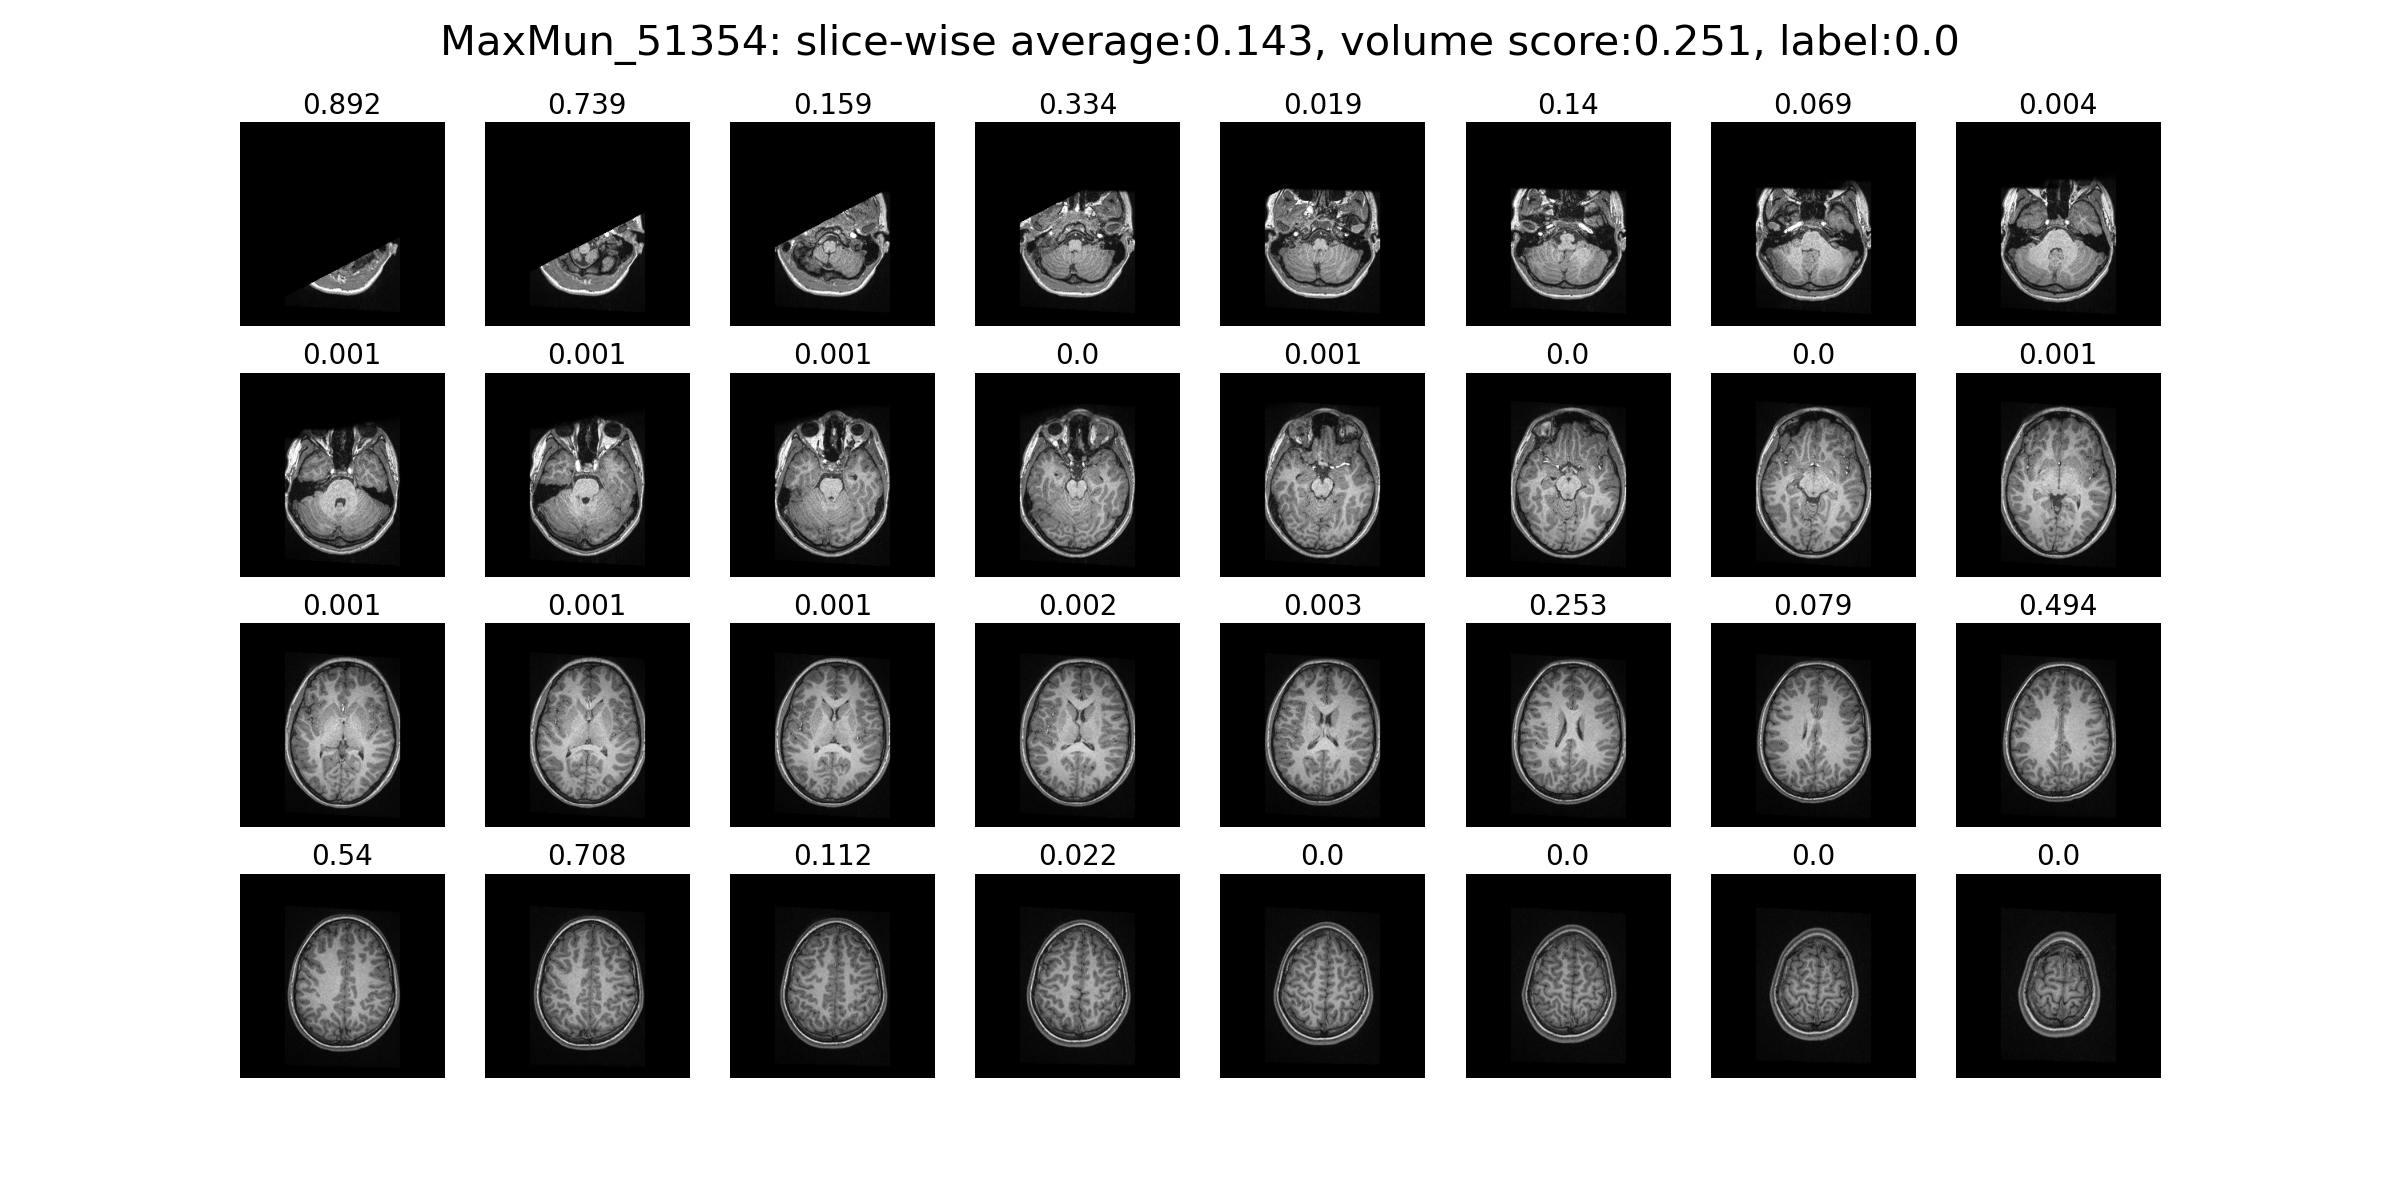 MaxMun_51354: slice-wise average:0.143, volume score:0.251, label:0.0
0.892 0.739 0.159 0.334 0.019 0.14 0.069 0.004
0.001 0.001 0.001 0.0 0.001 0.0 0.0 0.001
0.001 0.001 0.001 0.002 0.003 0.253 0.079 0.494
0.54 0.708 0.112 0.022 0.0 0.0 0.0 0.0